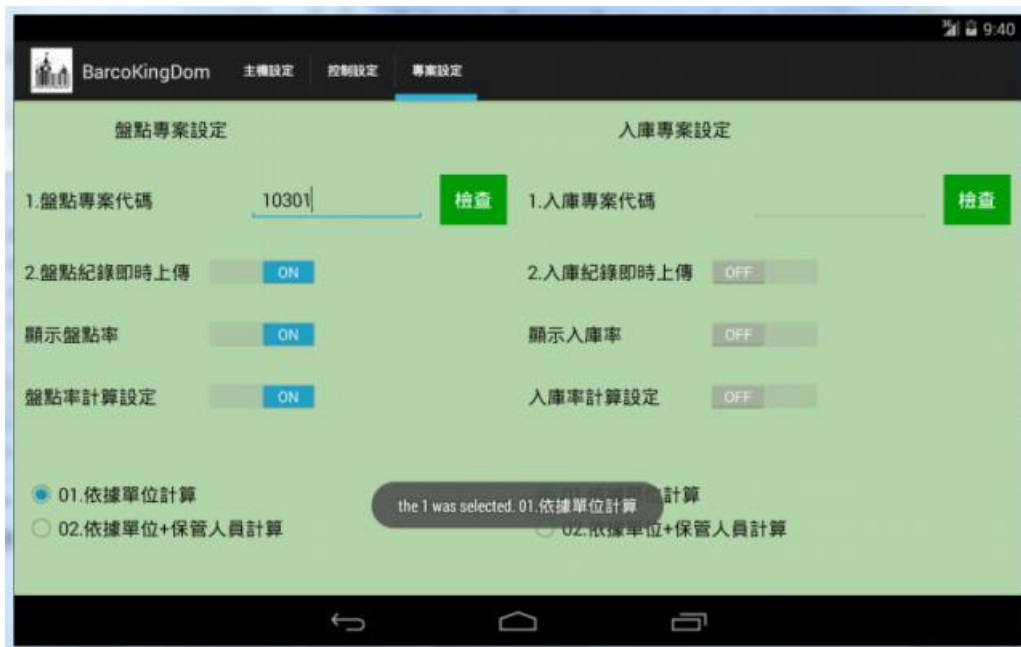 3G 9:40
BarcoKingDom 主機設定 控制設定 專案設定
盤點專案設定
1.盤點專案代碼 10301 檢查
2.盤點紀錄即時上傳 ON
顯示盤點率 ON
盤點率計算設定 ON
01.依據單位計算
02.依據單位+保管人員計算
入庫專案設定
1.入庫專案代碼 檢查
2.入庫紀錄即時上傳 OFF
顯示入庫率 OFF
入庫率計算設定 OFF
計算
02.依據單位+保管人員計算
the 1 was selected. 01.依據單位計算